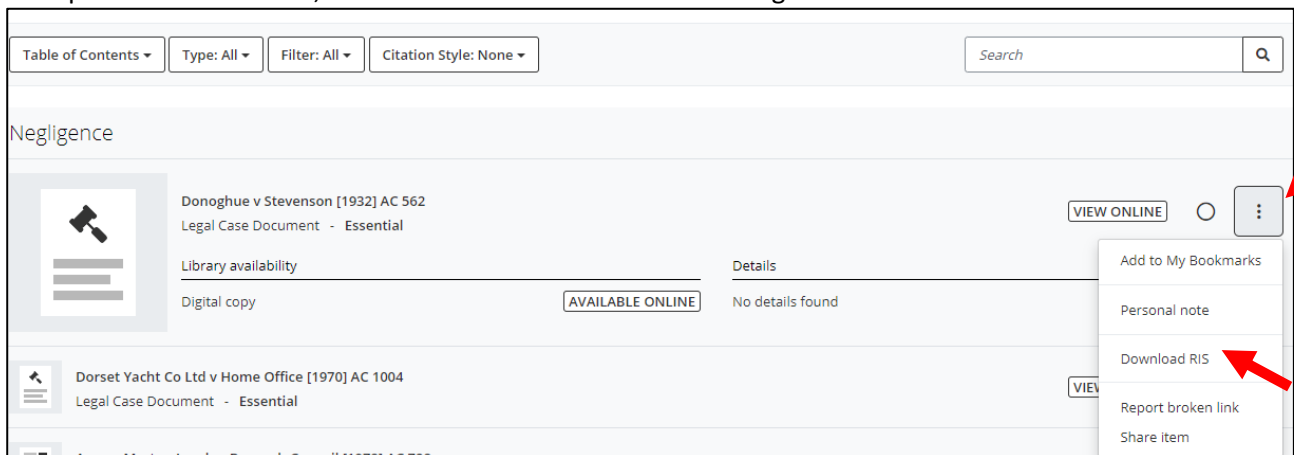 Table of Contents Type: All Filter: All Citation Style: None Search
Negligence
Donoghue v Stevenson [1932] AC 562
Legal Case Document - Essential
VIEW ONLINE
Library availability
Digital copy AVAILABLE ONLINE
Details
No details found
Add to My Bookmarks
Personal note
Download RIS
Report broken link
Share item
Dorset Yacht Co Ltd v Home Office [1970] AC 1004
Legal Case Document - Essential